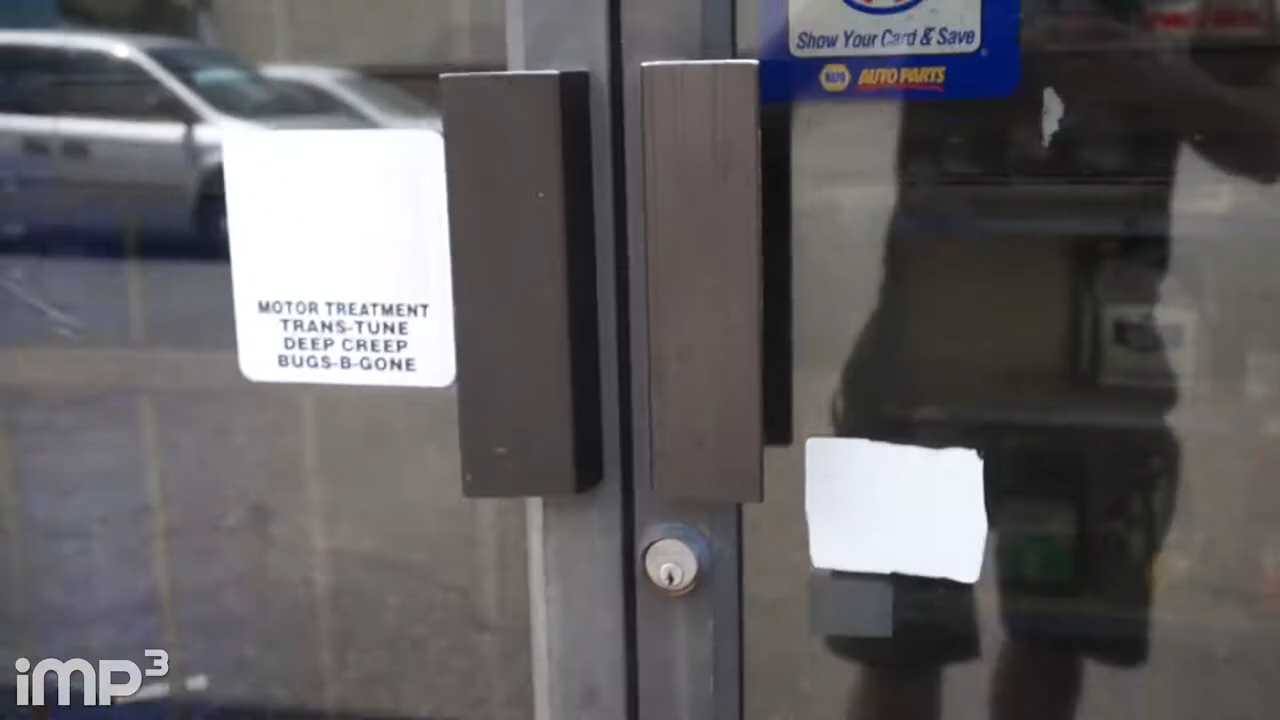 Show Your Card & Save
NAPA AUTO PARTS
MOTOR TREATMENT
TRANS-TUNE
DEEP CREEP
BUGS-B-GONE
iMP3